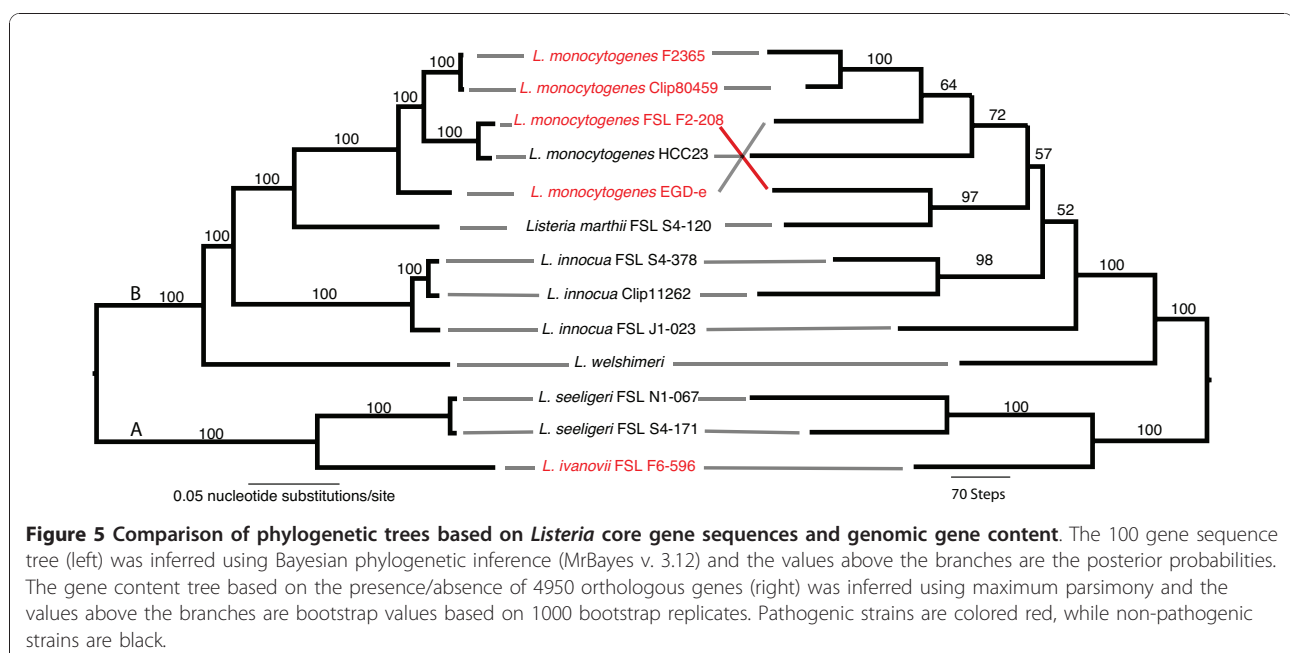 L. monocytogenes F2365
L. monocytogenes Clip80459
L. monocytogenes FSL F2-208
L. monocytogenes HCC23
L. monocytogenes EGD-e
Listeria marthii FSL S4-120
L. innocua FSL S4-378
L. innocua Clip11262
L. innocua FSL J1-023
L. welshimeri
L. seeligeri FSL N1-067
L. seeligeri FSL S4-171
L. ivanovii FSL F6-596
100
100
100
100
100
100
100
100
B
100
100
A
100
0.05 nucleotide substitutions/site
100
64
72
57
97
52
98
100
100
100
100
70 Steps
Figure 5 Comparison of phylogenetic trees based on Listeria core gene sequences and genomic gene content. The 100 gene sequence
tree (left) was inferred using Bayesian phylogenetic inference (MrBayes v. 3.12) and the values above the branches are the posterior probabilities.
The gene content tree based on the presence/absence of 4950 orthologous genes (right) was inferred using maximum parsimony and the
values above the branches are bootstrap values based on 1000 bootstrap replicates. Pathogenic strains are colored red, while non-pathogenic
strains are black.